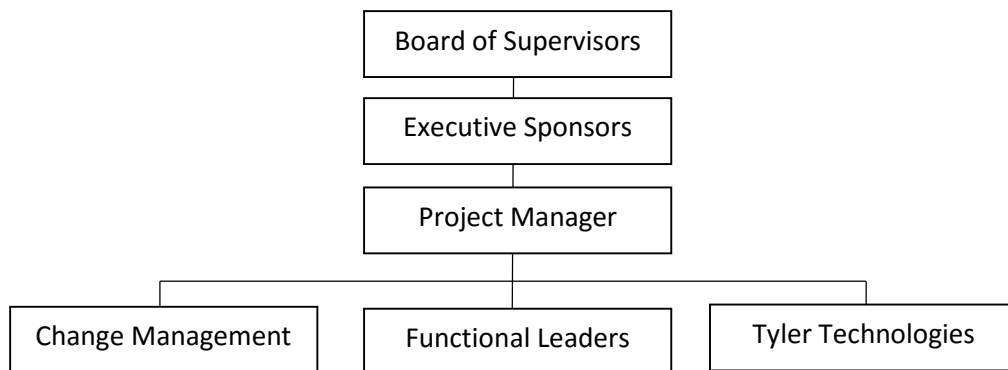 Board of Supervisors
Executive Sponsors
Project Manager
Change Management
Functional Leaders
Tyler Technologies